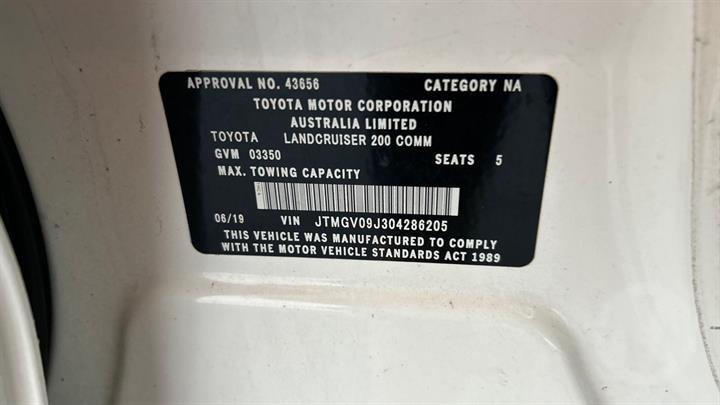 APPROVAL NO. 43656 CATEGORY NA
TOYOTA MOTOR CORPORATION
AUSTRALIA LIMITED
TOYOTA LANDCRUISER 200 COMM
GVM 03350 SEATS 5
MAX. TOWING CAPACITY
06/19 VIN JTMGV09J304286205
THIS VEHICLE WAS MANUFACTURED TO COMPLY
WITH THE MOTOR VEHICLE STANDARDS ACT 1989